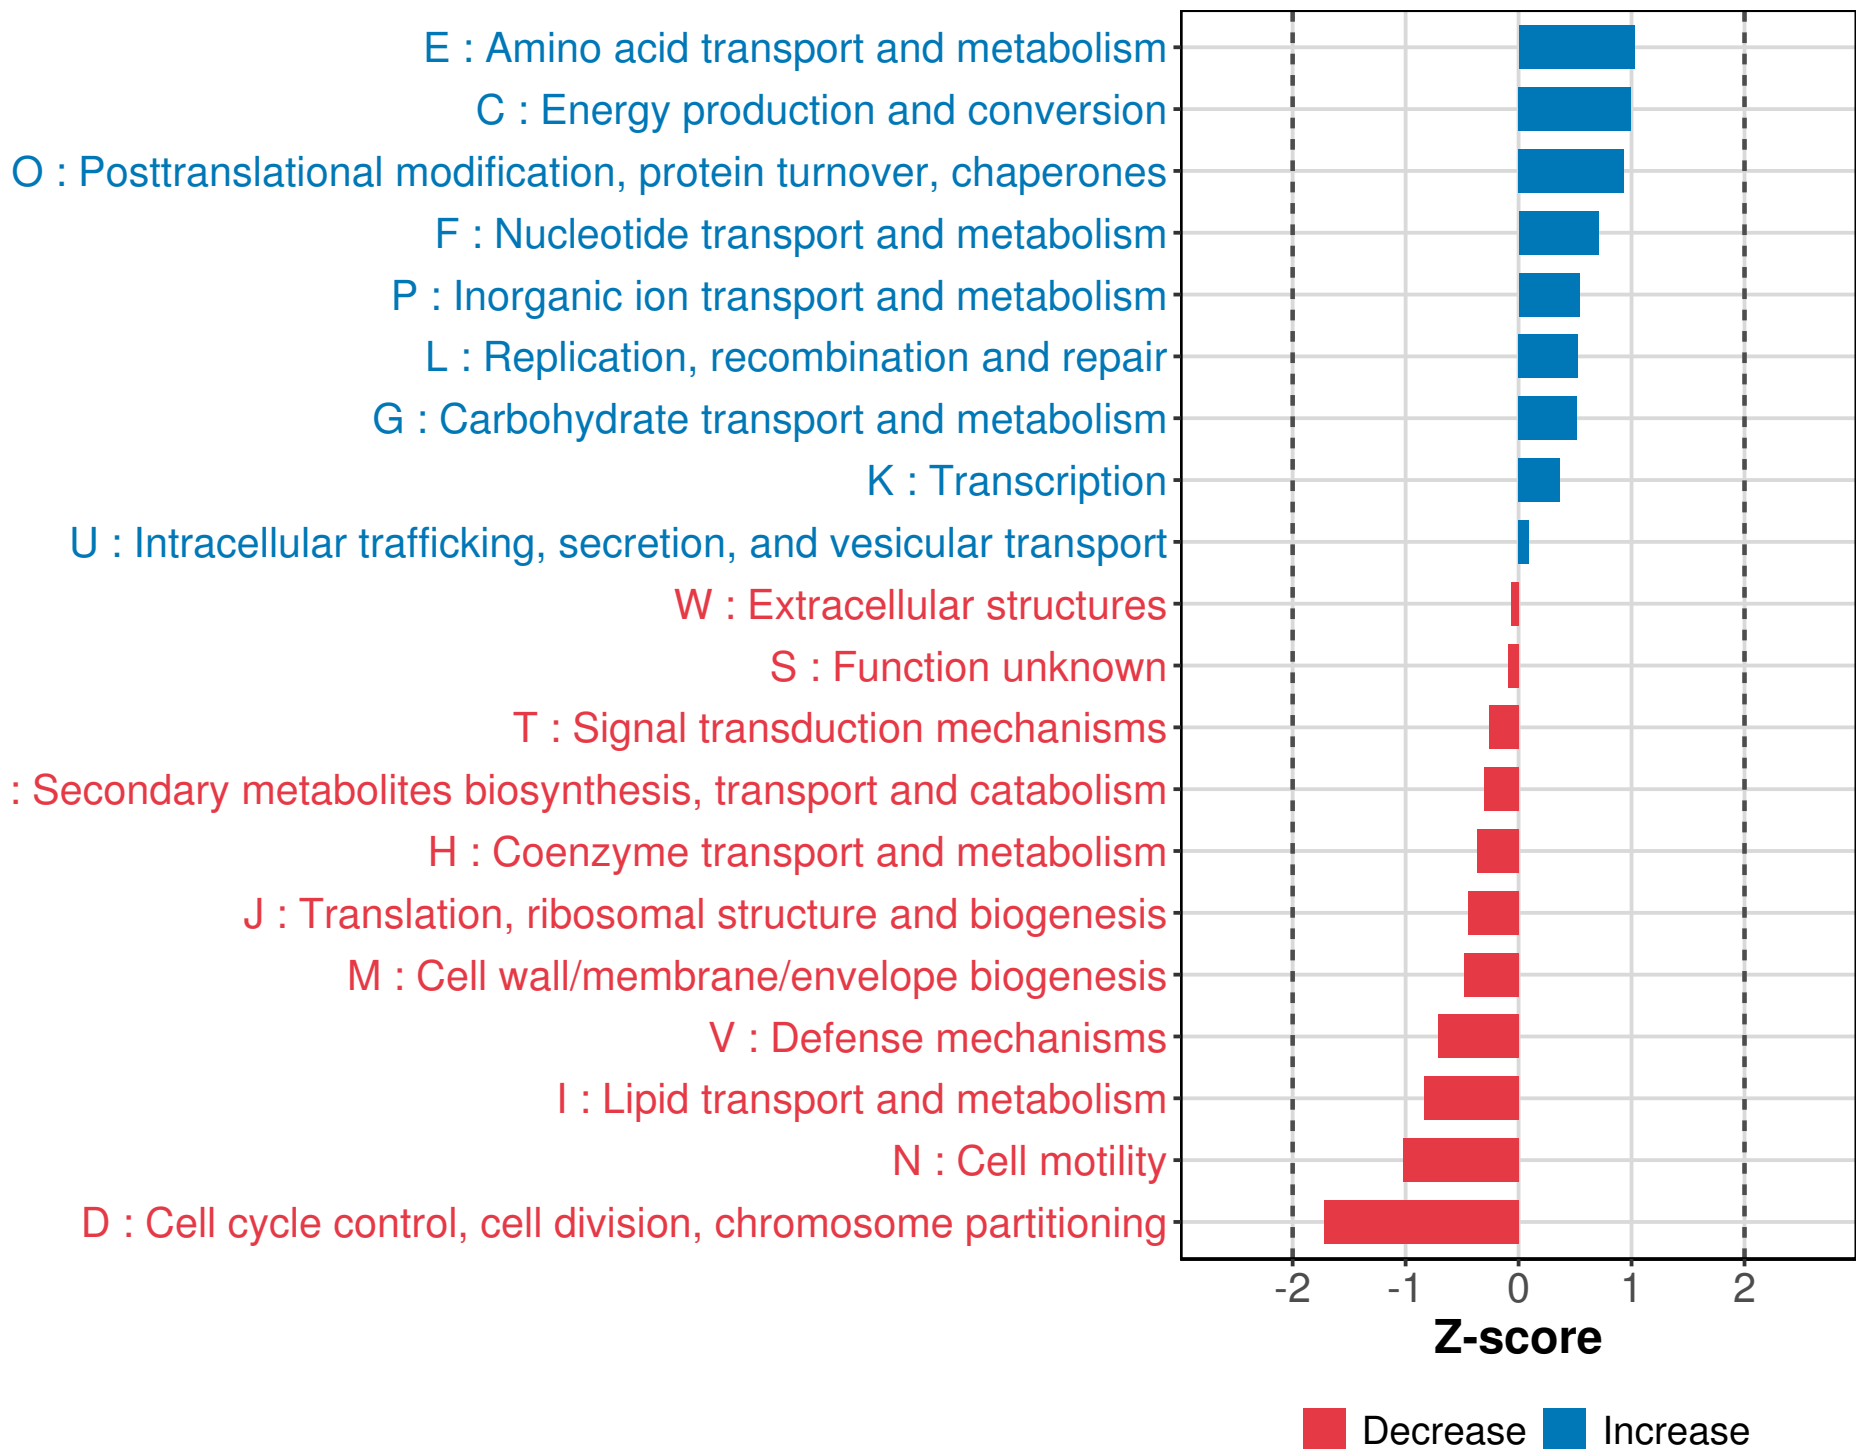 E : Amino acid transport and metabolism
C : Energy production and conversion
O : Posttranslational modification, protein turnover, chaperones
F : Nucleotide transport and metabolism
P : Inorganic ion transport and metabolism
L : Replication, recombination and repair
G : Carbohydrate transport and metabolism
K : Transcription
U : Intracellular trafficking, secretion, and vesicular transport
W : Extracellular structures
S : Function unknown
T : Signal transduction mechanisms
: Secondary metabolites biosynthesis, transport and catabolism
H : Coenzyme transport and metabolism
J : Translation, ribosomal structure and biogenesis
M : Cell wall/membrane/envelope biogenesis
V : Defense mechanisms
I : Lipid transport and metabolism
N : Cell motility
D : Cell cycle control, cell division, chromosome partitioning
-2 -1 0 1 2
Z-score
Decrease Increase